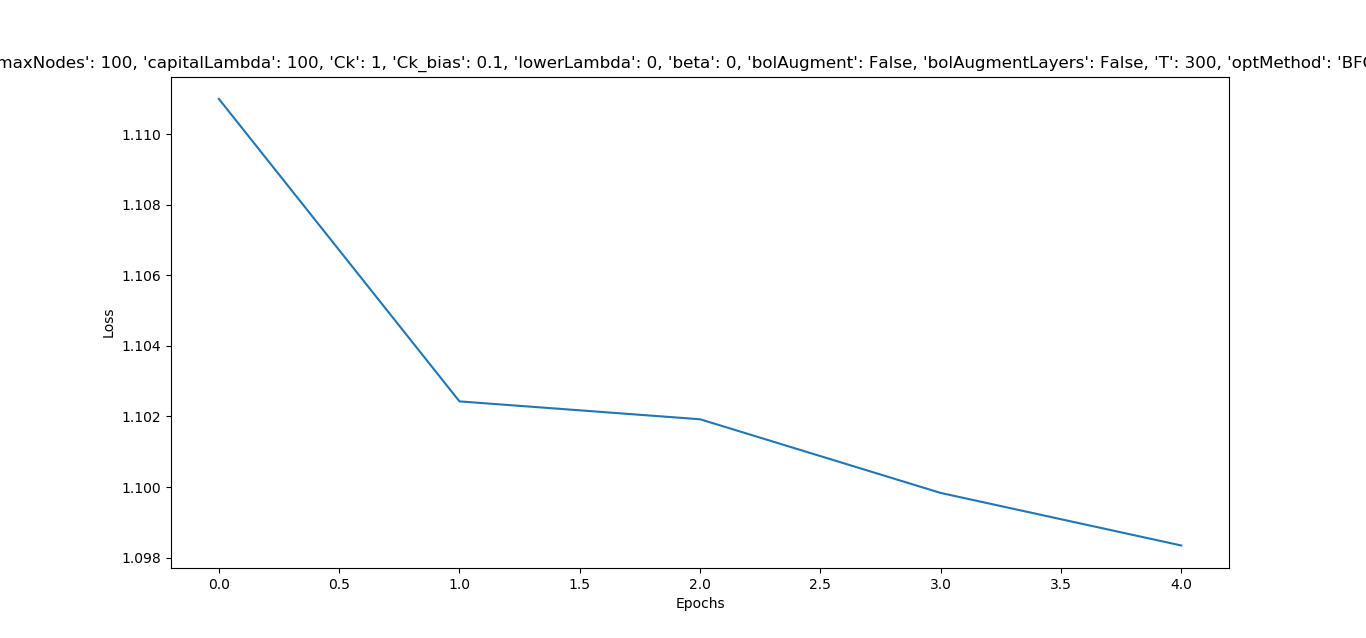 maxNodes': 100, 'capitalLambda': 100, 'Ck': 1, 'Ck_bias': 0.1, 'lowerLambda': 0, 'beta': 0, 'bolAugment': False, 'bolAugmentLayers': False, 'T': 300, 'optMethod': 'BFG
1.110
1.108
1.106
1.104
1.102
1.100
1.098
Loss
0.0 0.5 1.0 1.5 2.0 2.5 3.0 3.5 4.0
Epochs